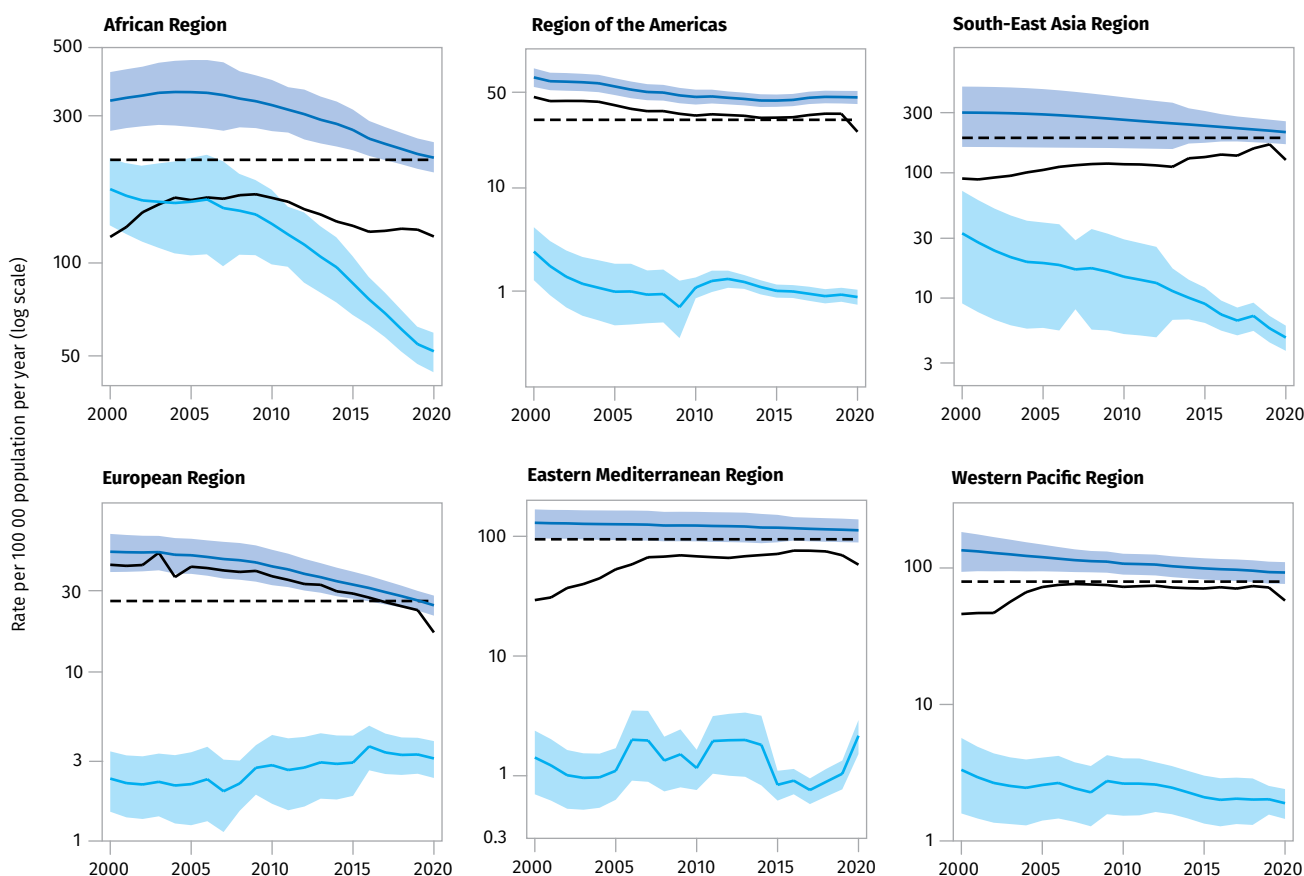 African Region
Region of the Americas
South-East Asia Region
500
300
100
50
2000 2005 2010 2015 2020
50
10
1
2000 2005 2010 2015 2020
300
100
30
10
3
2000 2005 2010 2015 2020
Rate per 100 00 population per year (log scale)
European Region
Eastern Mediterranean Region
Western Pacific Region
30
10
3
1
2000 2005 2010 2015 2020
100
10
1
0.3
2000 2005 2010 2015 2020
100
10
1
2000 2005 2010 2015 2020